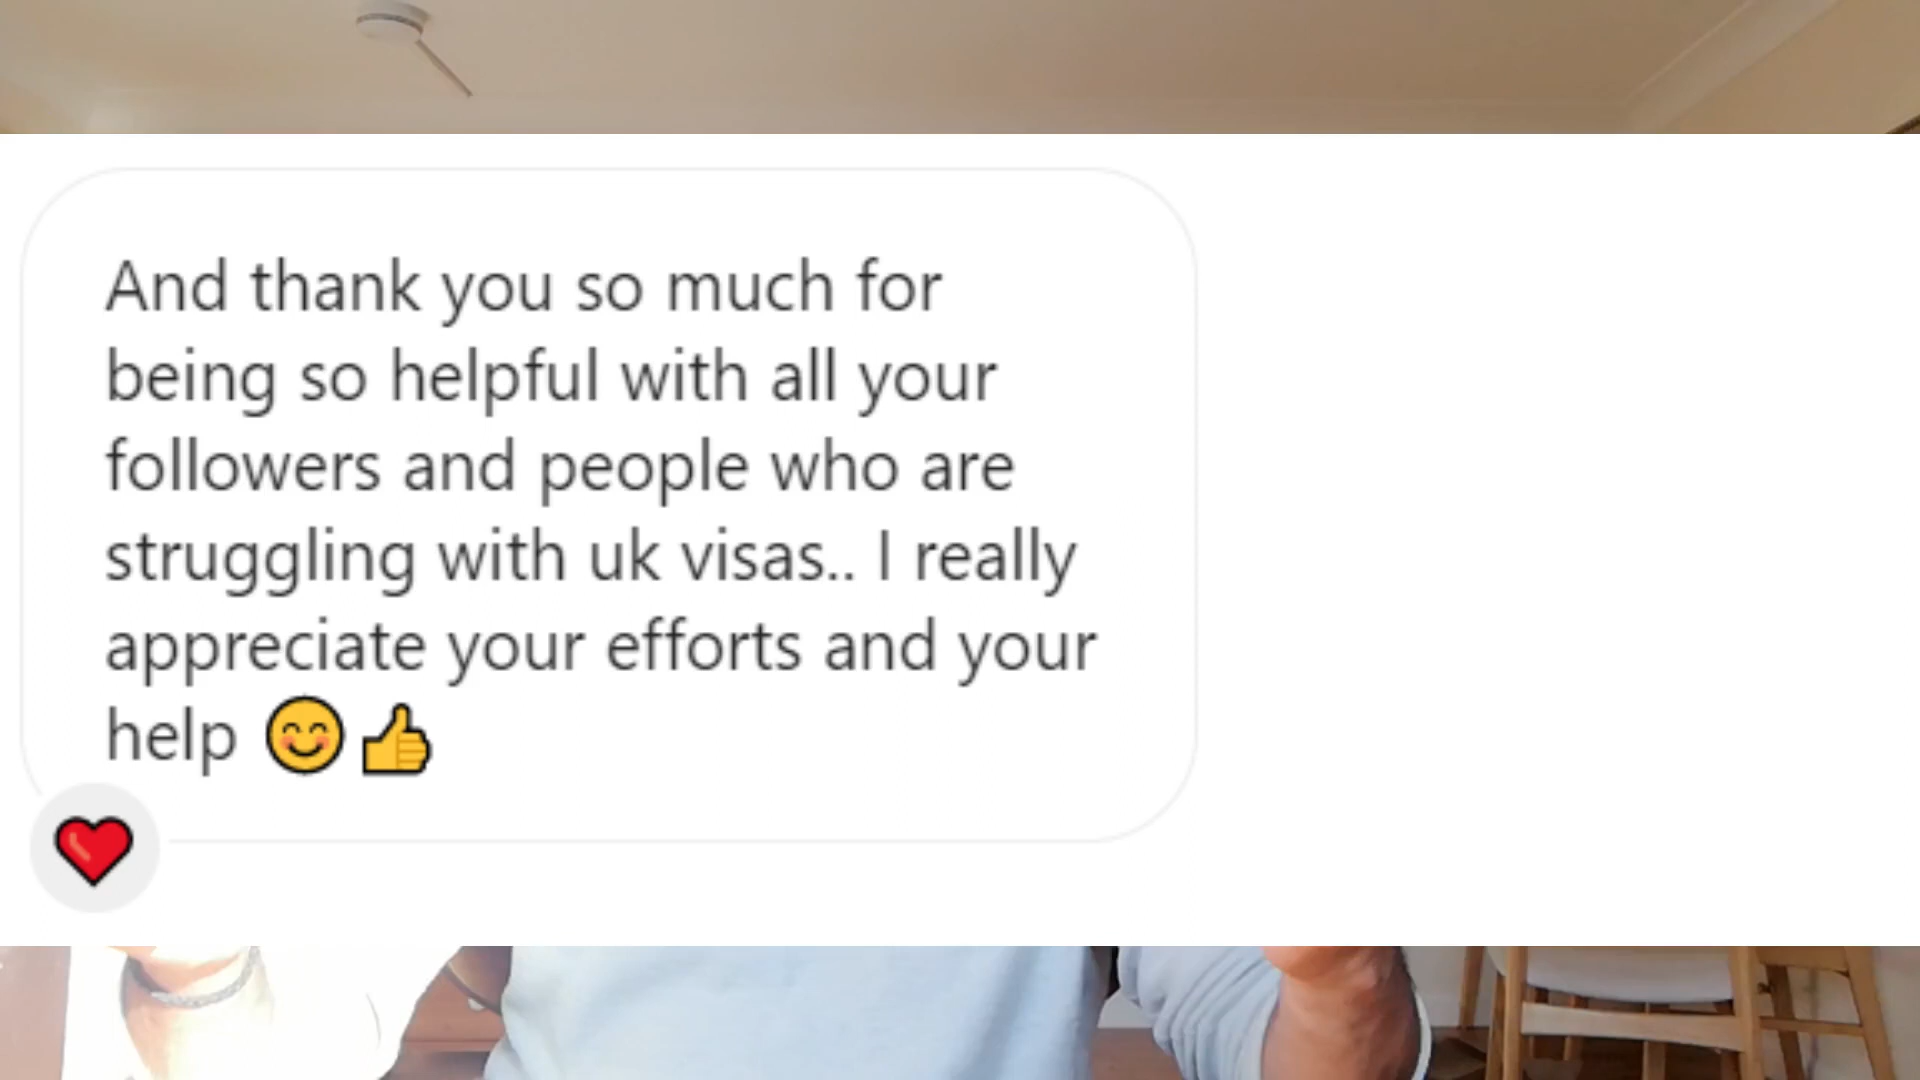 And thank you so much for
being so helpful with all your
followers and people who are
struggling with uk visas.. I really
appreciate your efforts and your
help 😊👍